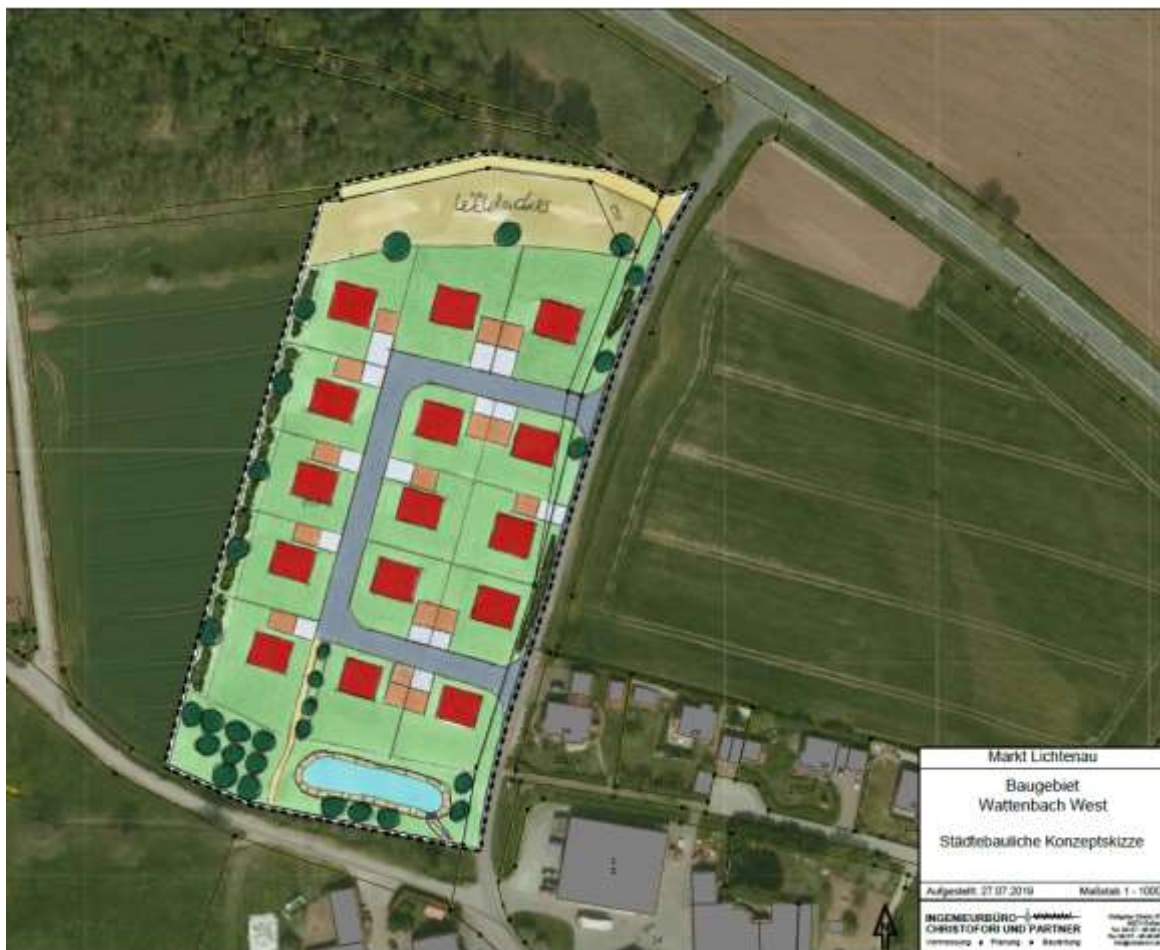 Markt Lichtenau
Baugebiet
Wattenbach West
Städtebauliche Konzeptskizze
Aufgestellt: 27.07.2019 Maßstab 1 - 1000
INGENIEURBÜRO
CHRISTOFORI UND PARTNER
Vermessung Planung Bauleitung